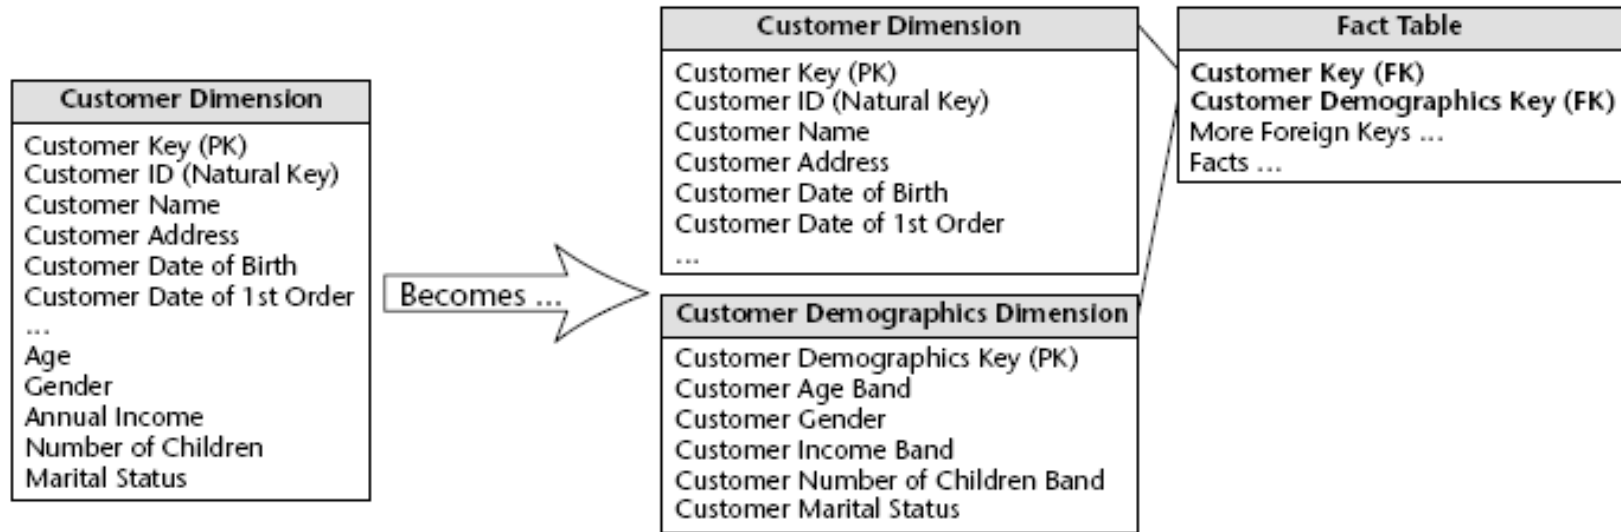 Customer Dimension
Customer Key (PK)
Customer ID (Natural Key)
Customer Name
Customer Address
Customer Date of Birth
Customer Date of 1st Order
...
Age
Gender
Annual Income
Number of Children
Marital Status
Becomes ...
Customer Dimension
Customer Key (PK)
Customer ID (Natural Key)
Customer Name
Customer Address
Customer Date of Birth
Customer Date of 1st Order
...
Customer Demographics Dimension
Customer Demographics Key (PK)
Customer Age Band
Customer Gender
Customer Income Band
Customer Number of Children Band
Customer Marital Status
Fact Table
Customer Key (FK)
Customer Demographics Key (FK)
More Foreign Keys ...
Facts ...